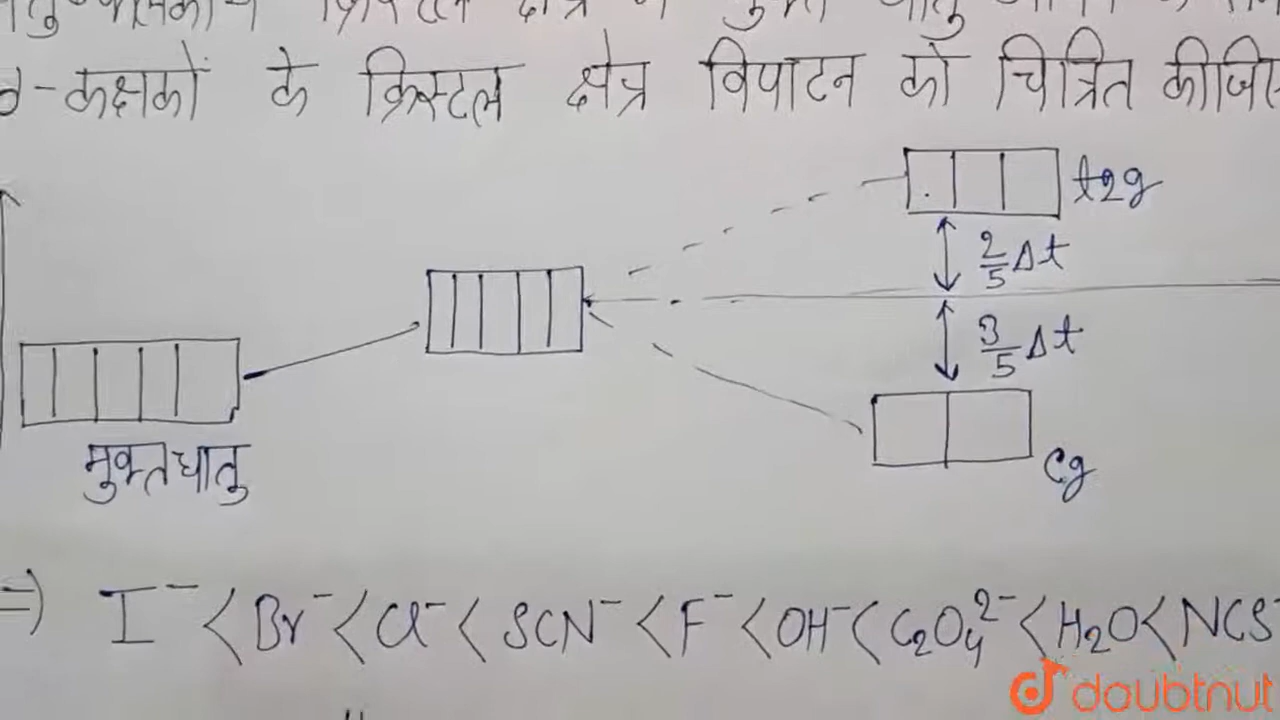 d-कक्षकों के क्रिस्टल क्षेत्र विपाटन को चित्रित
t2g
2/5 Δt
3/5 Δt
eg
मुक्तधातु
=) I⁻ < Br⁻ < Cl⁻ < SCN⁻ < F⁻ < OH⁻ < C₂O₄²⁻ < H₂O < NCS⁻
doubtnut